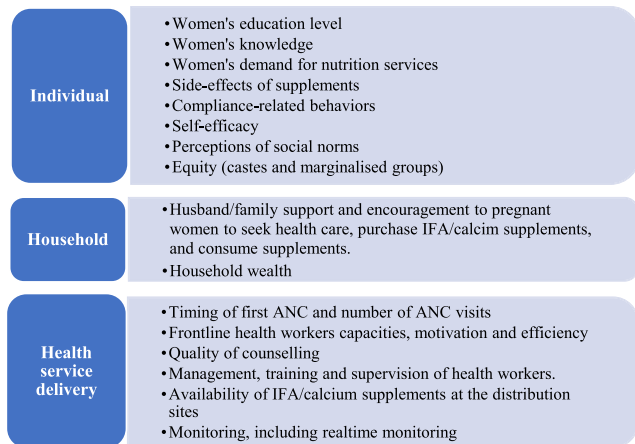 Individual
•Women's education level
•Women's knowledge
•Women's demand for nutrition services
•Side-effects of supplements
•Compliance-related behaviors
•Self-efficacy
•Perceptions of social norms
•Equity (castes and marginalised groups)
Household
•Husband/family support and encouragement to pregnant
women to seek health care, purchase IFA/calcim supplements,
and consume supplements.
•Household wealth
Health
service
delivery
•Timing of first ANC and number of ANC visits
•Frontline health workers capacities, motivation and efficiency
•Quality of counselling
•Management, training and supervision of health workers.
•Availability of IFA/calcium supplements at the distribution
sites
•Monitoring, including realtime monitoring